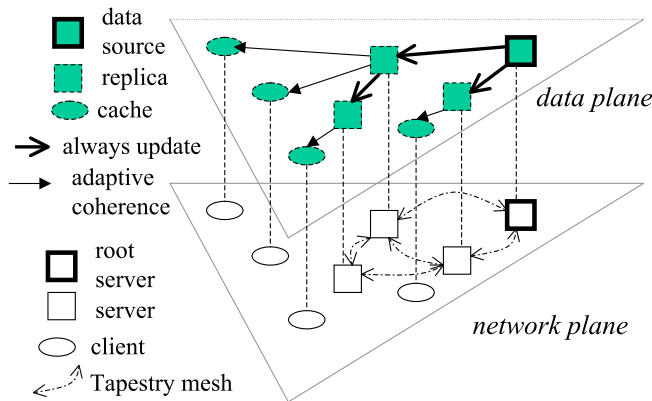 data
source
replica
cache
always update
adaptive
coherence
data plane
root
server
server
client
Tapestry mesh
network plane